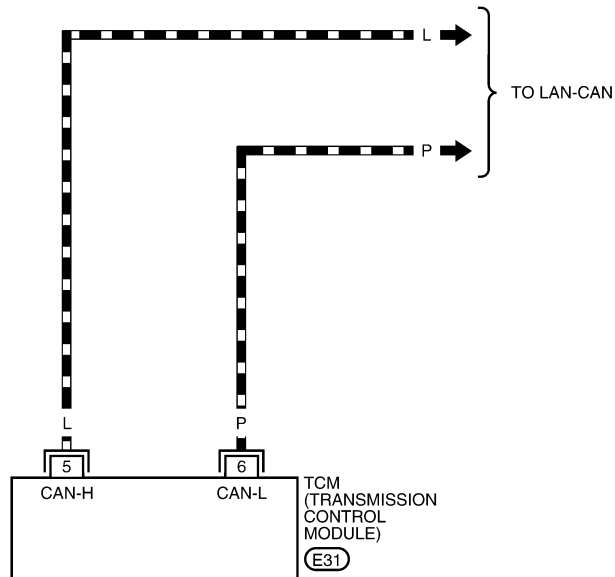 L
TO LAN-CAN
P
L
P
5
6
CAN-H
CAN-L
TCM
(TRANSMISSION
CONTROL
MODULE)
E31